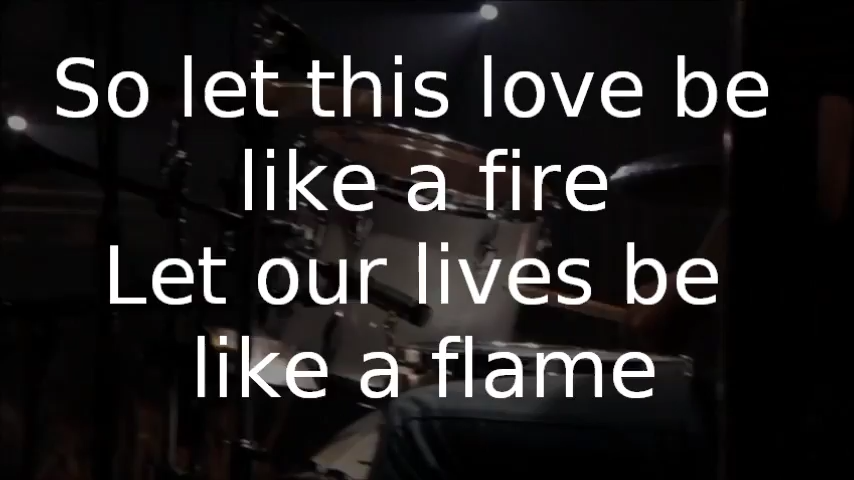 So let this love be
like a fire
Let our lives be
like a flame